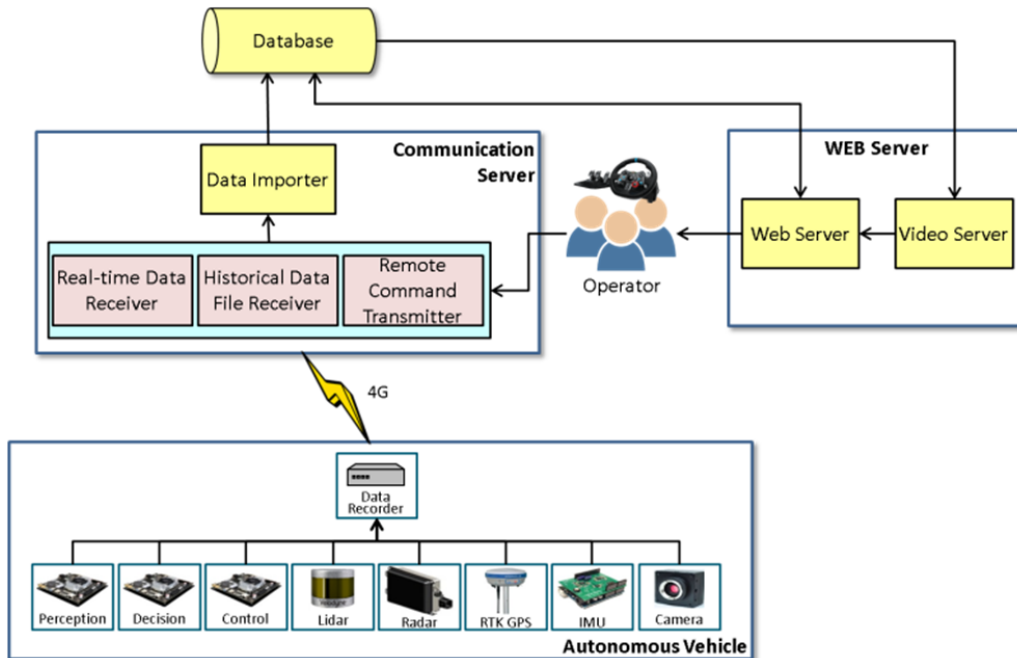 Database
Communication
Server
WEB Server
Data Importer
Real-time Data
Receiver
Historical Data
File Receiver
Remote
Command
Transmitter
Operator
Web Server
Video Server
4G
Data
Recorder
Perception
Decision
Control
Lidar
Radar
RTK GPS
IMU
Camera
Autonomous Vehicle